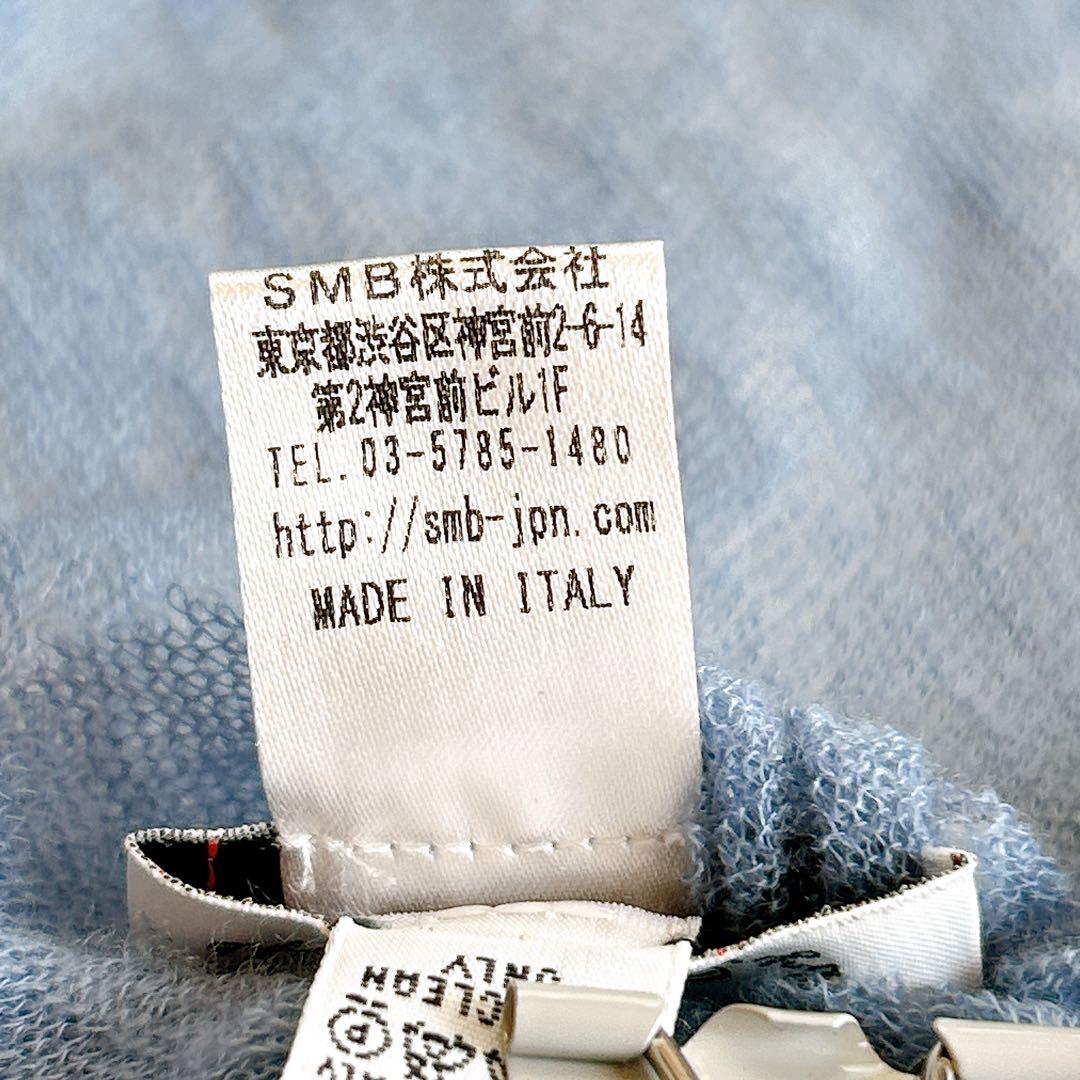 SMB株式会社
東京都渋谷区神宮前2-6-14
第2神宮前ビル1F
TEL. 03-5785-1480
http://smb-jpn.com
MADE IN ITALY